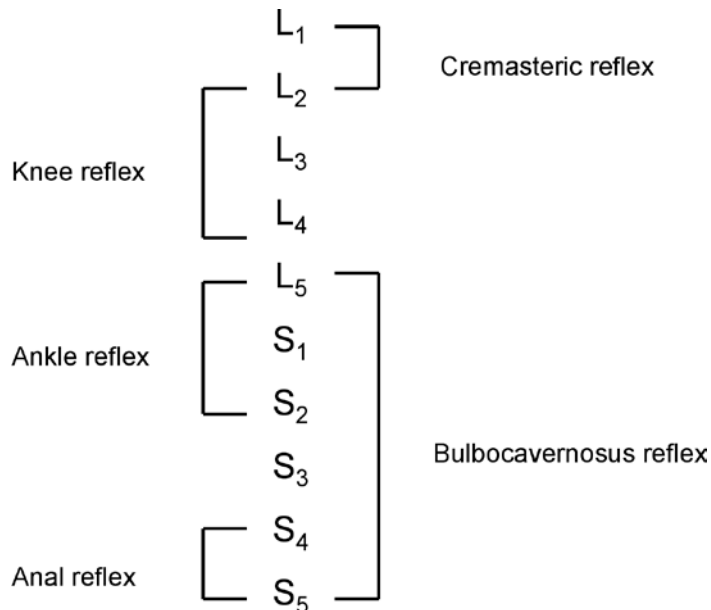 L₁
Cremasteric reflex
L₂
L₃
Knee reflex
L₄
L₅
S₁
Ankle reflex
S₂
Bulbocavernosus reflex
S₃
S₄
Anal reflex
S₅